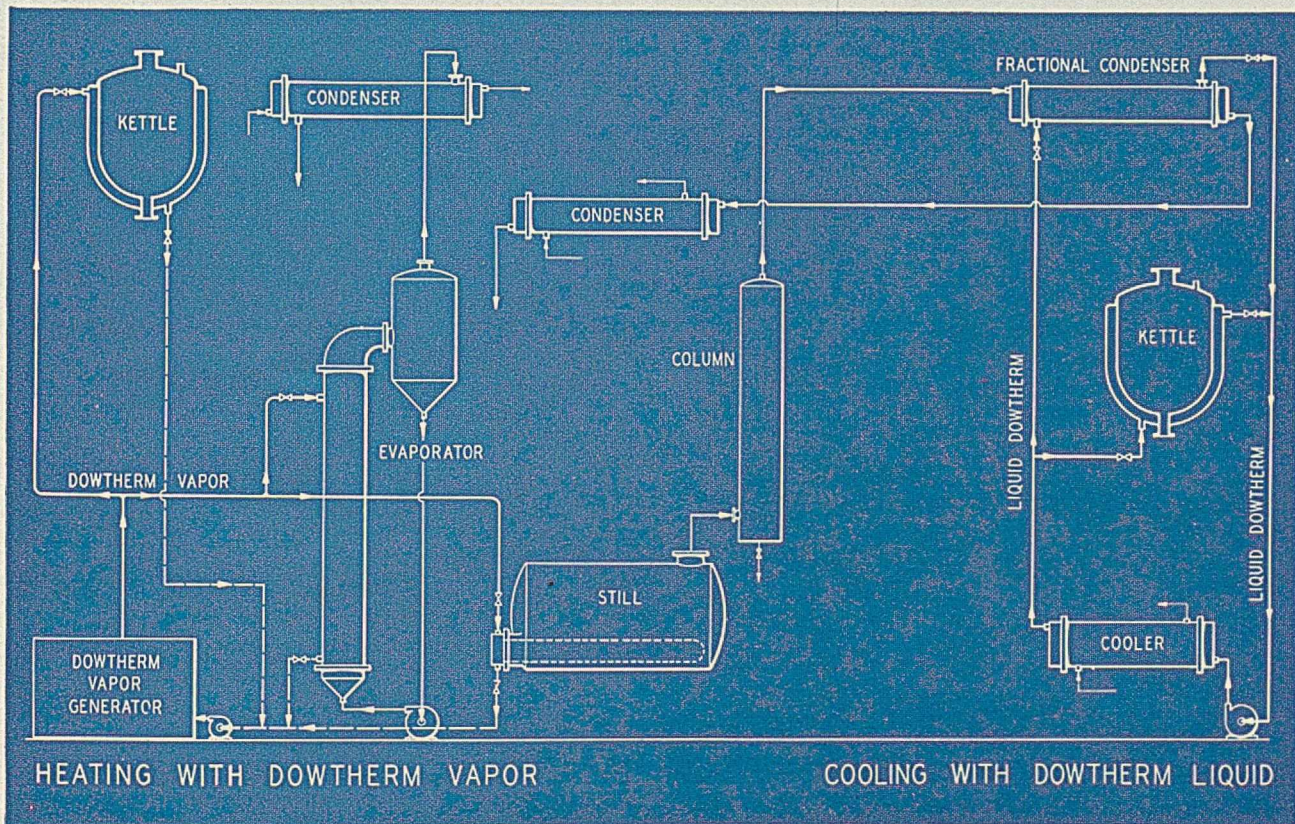 FRACTIONAL CONDENSER
CONDENSER
KETTLE
CONDENSER
KETTLE
COLUMN
LIQUID DOWTHERM
EVAPORATOR
DOWTHERM VAPOR
LIQUID DOWTHERM
STILL
COOLER
DOWTHERM
VAPOR
GENERATOR
HEATING WITH DOWTHERM VAPOR
COOLING WITH DOWTHERM LIQUID